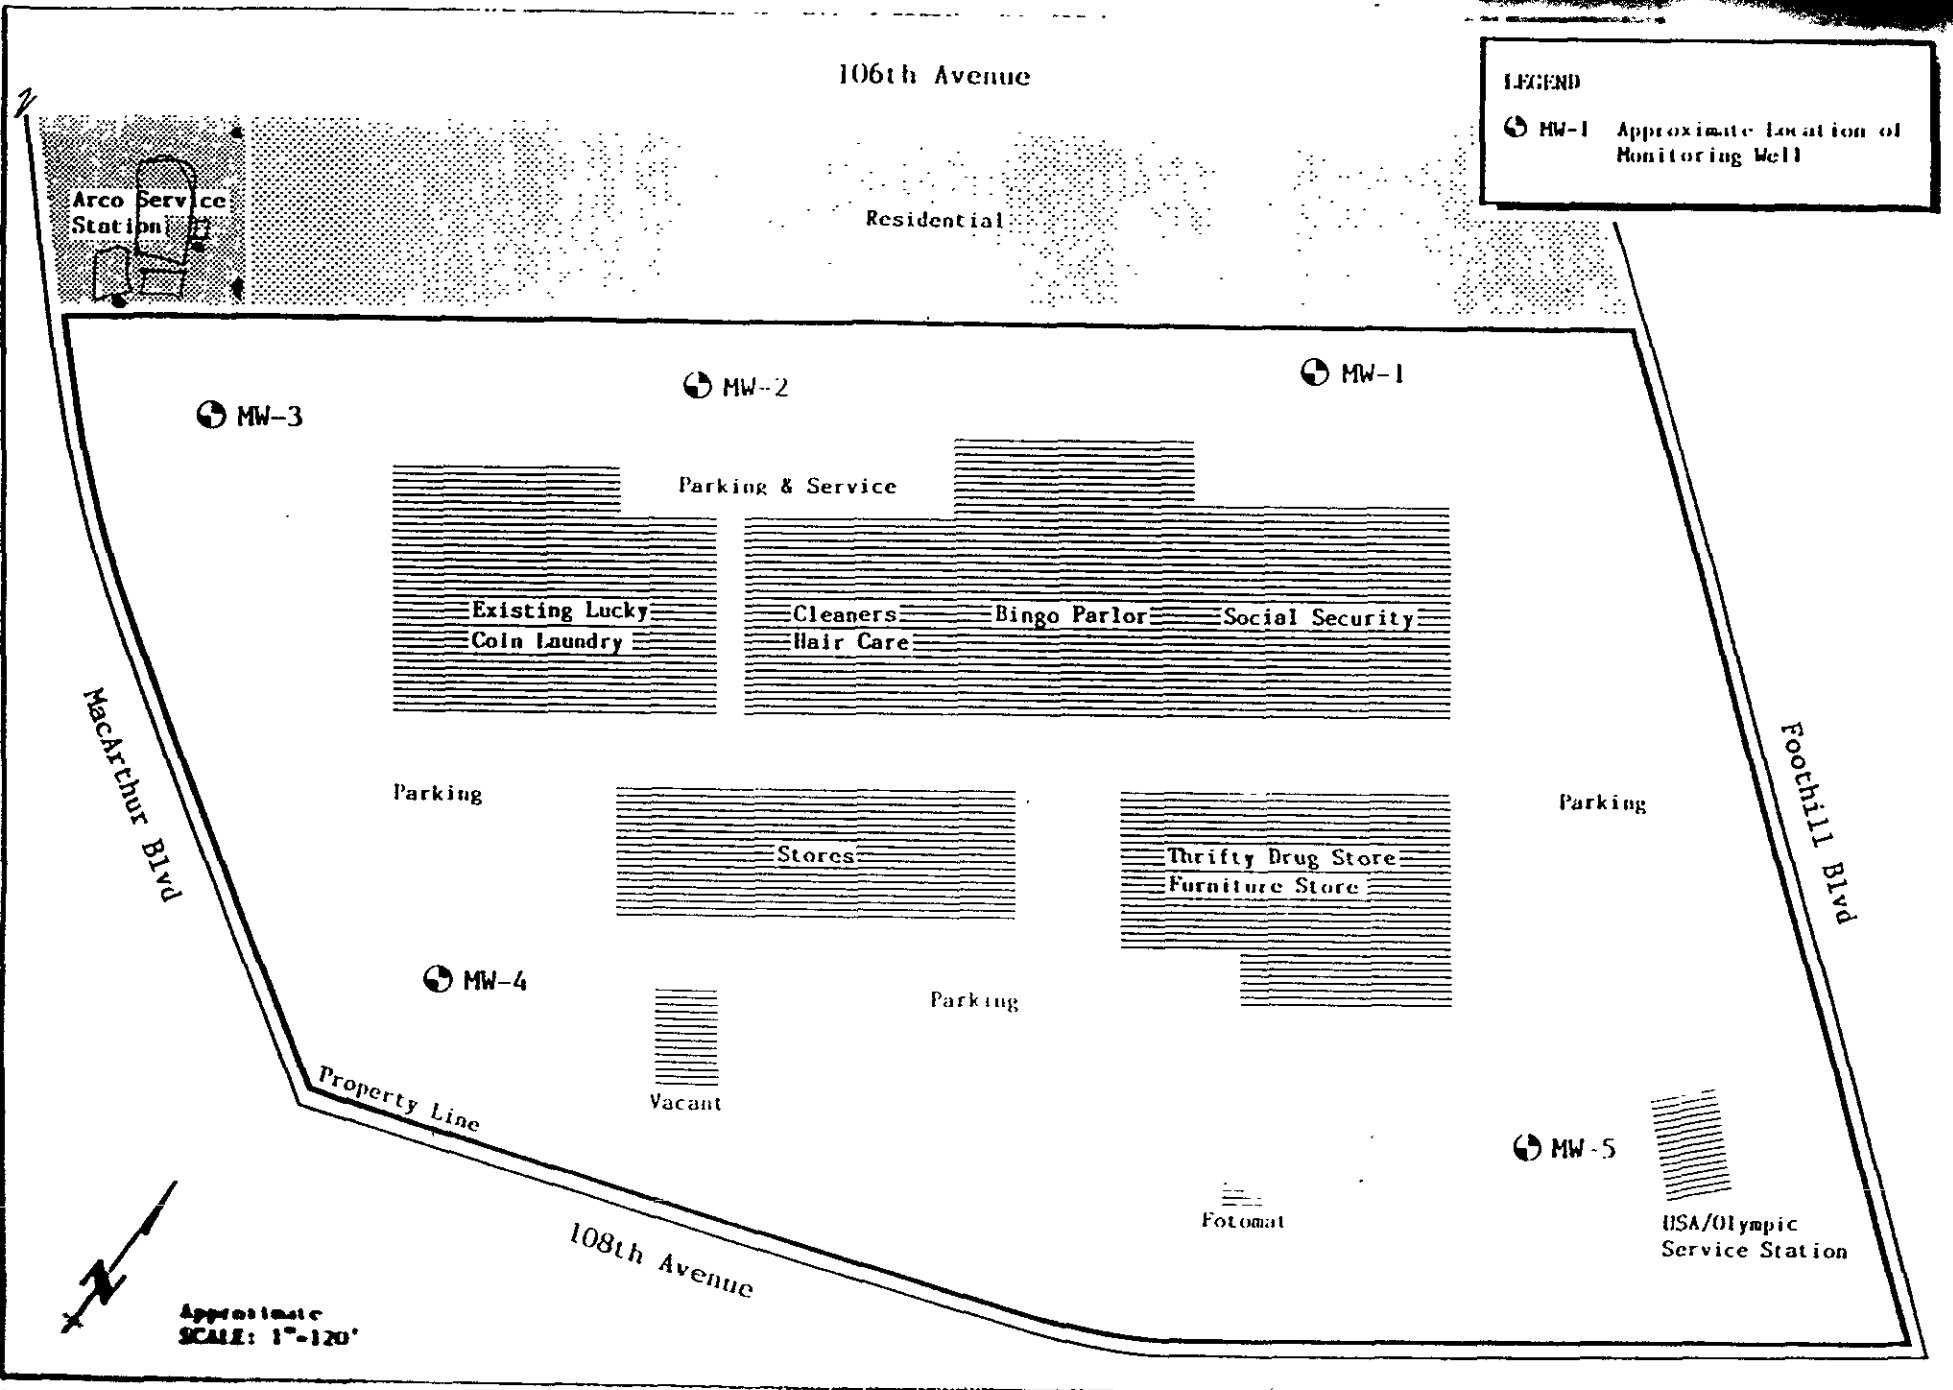 106th Avenue
LEGEND
MW-1 Approximate Location of
Monitoring Well
Arco Service
Station
Residential
MW-3
MW-2
MW-1
Parking & Service
Existing Lucky
Coin Laundry
Cleaners
Hair Care
Bingo Parlor
Social Security
MacArthur Blvd
Foothill Blvd
Parking
Stores
Thrifty Drug Store
Furniture Store
Parking
MW-4
Parking
Vacant
Property Line
108th Avenue
MW-5
Fotomat
USA/Olympic
Service Station
N
Approximate
SCALE: 1"=120'